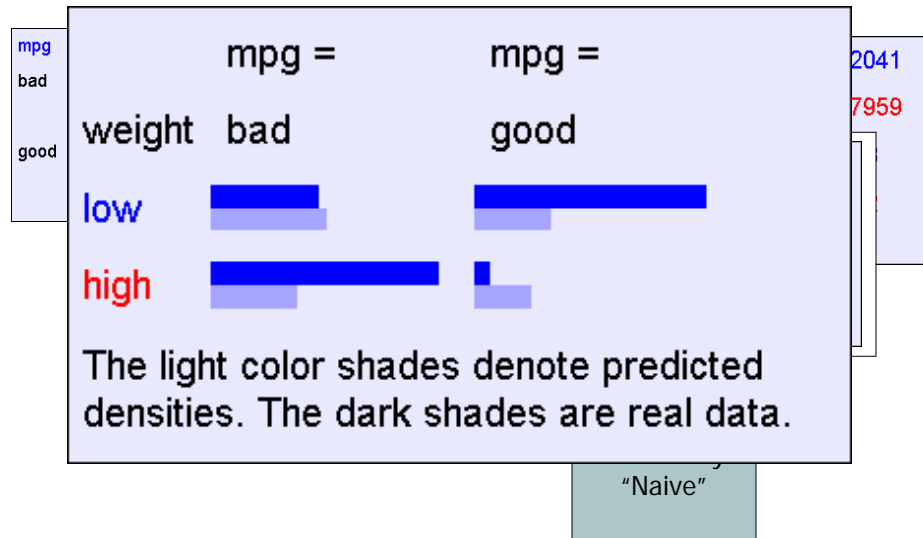 mpg
bad
good
mpg = mpg =
weight bad good
low
high
The light color shades denote predicted
densities. The dark shades are real data.
2041
7959
“Naive”